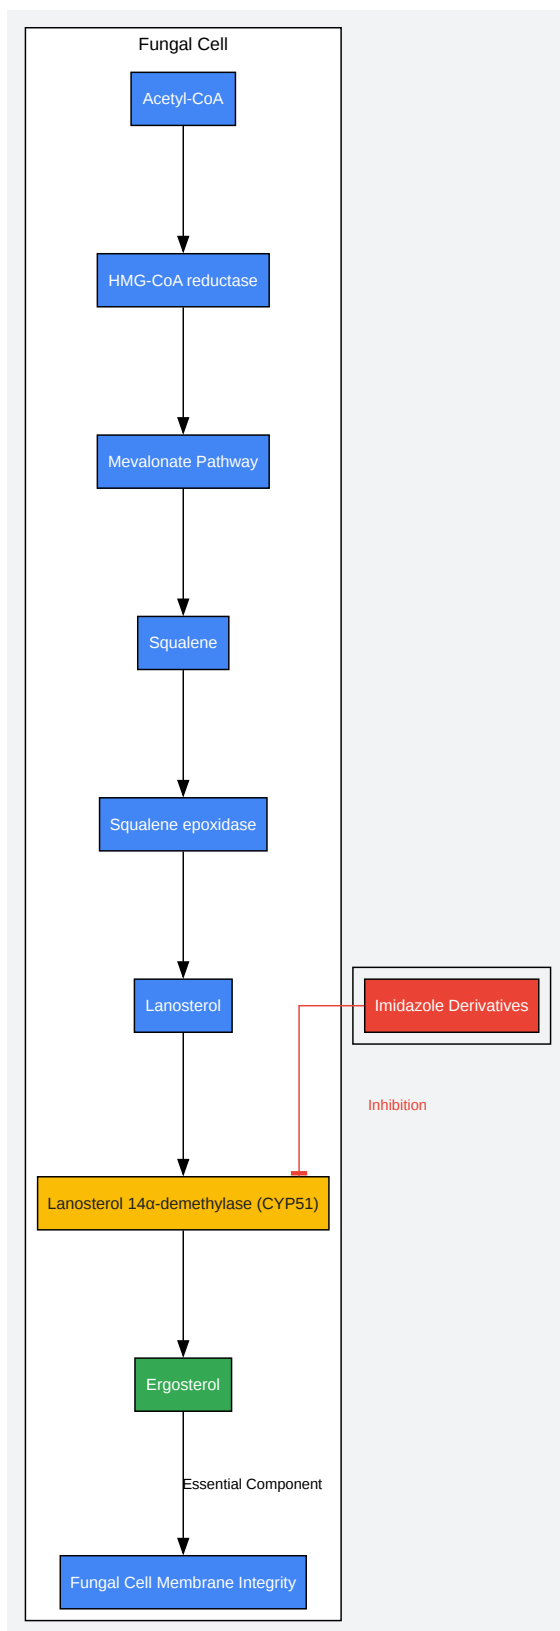 Fungal Cell
Acetyl-CoA
HMG-CoA reductase
Mevalonate Pathway
Squalene
Squalene epoxidase
Lanosterol
Imidazole Derivatives
Inhibition
Lanosterol 14α-demethylase (CYP51)
Ergosterol
Essential Component
Fungal Cell Membrane Integrity